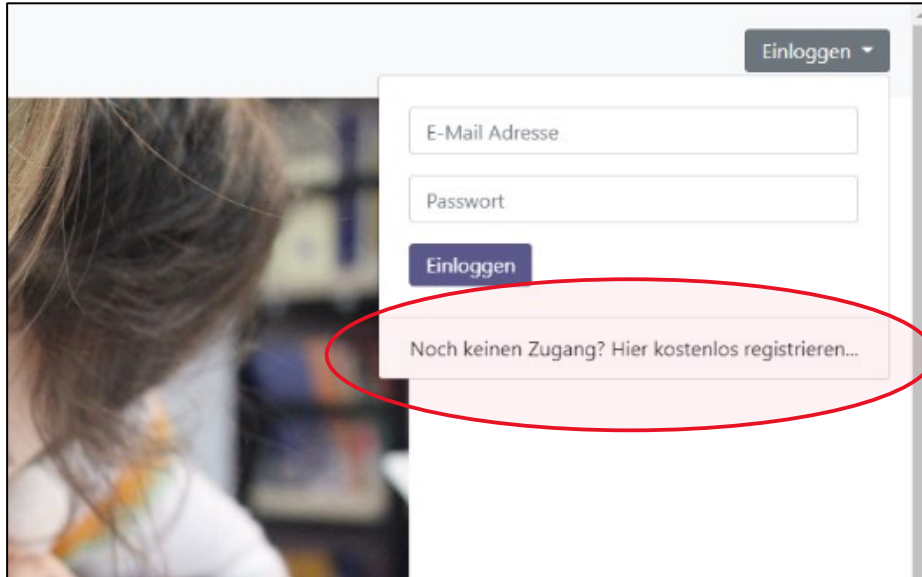 Einloggen
E-Mail Adresse
Passwort
Einloggen
Noch keinen Zugang? Hier kostenlos registrieren...